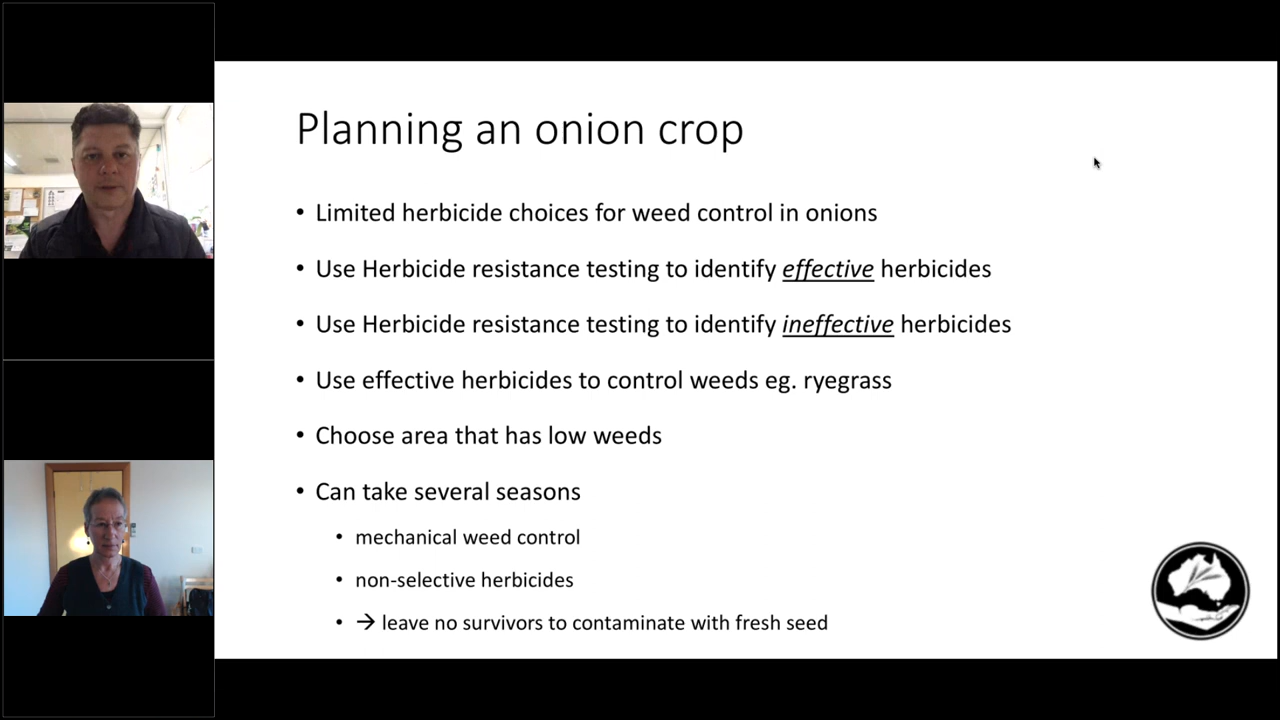 Planning an onion crop
• Limited herbicide choices for weed control in onions
• Use Herbicide resistance testing to identify effective herbicides
• Use Herbicide resistance testing to identify ineffective herbicides
• Use effective herbicides to control weeds eg. ryegrass
• Choose area that has low weeds
• Can take several seasons
• mechanical weed control
• non-selective herbicides
• → leave no survivors to contaminate with fresh seed